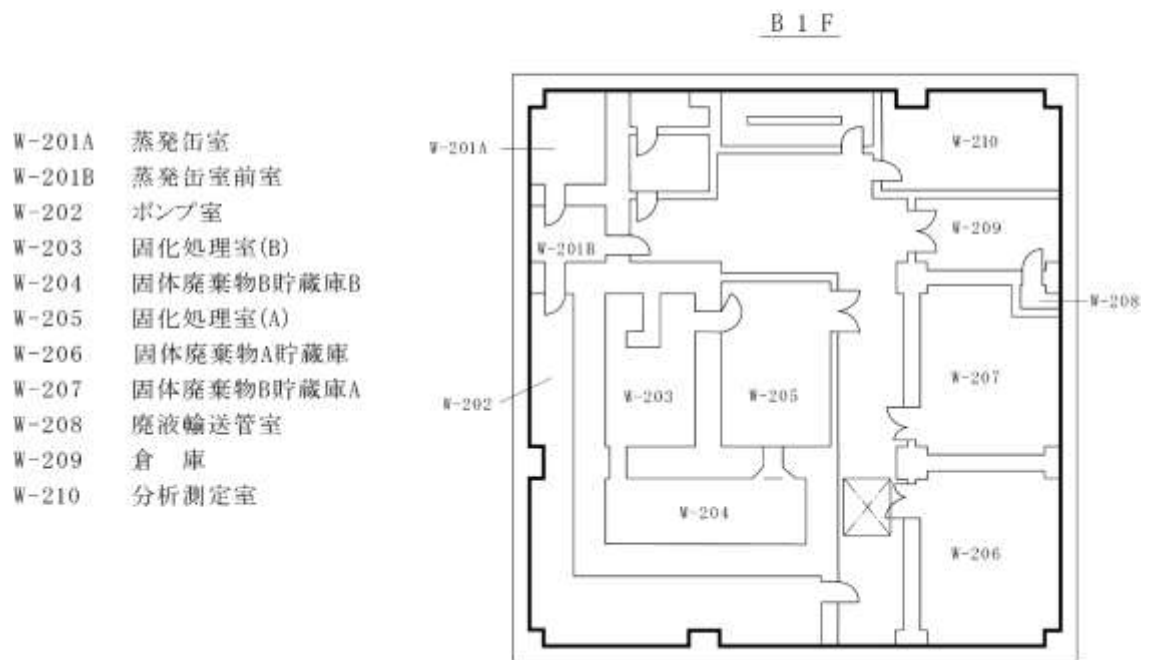 B1F
W-201A 蒸発缶室
W-201B 蒸発缶室前室
W-202 ポンプ室
W-203 固化処理室(B)
W-204 固体廃棄物B貯蔵庫B
W-205 固化処理室(A)
W-206 固体廃棄物A貯蔵庫
W-207 固体廃棄物B貯蔵庫A
W-208 廃液輸送管室
W-209 倉 庫
W-210 分析測定室
W-201A
W-210
W-209
W-201B
W-208
W-207
W-202
W-203
W-205
W-204
W-206